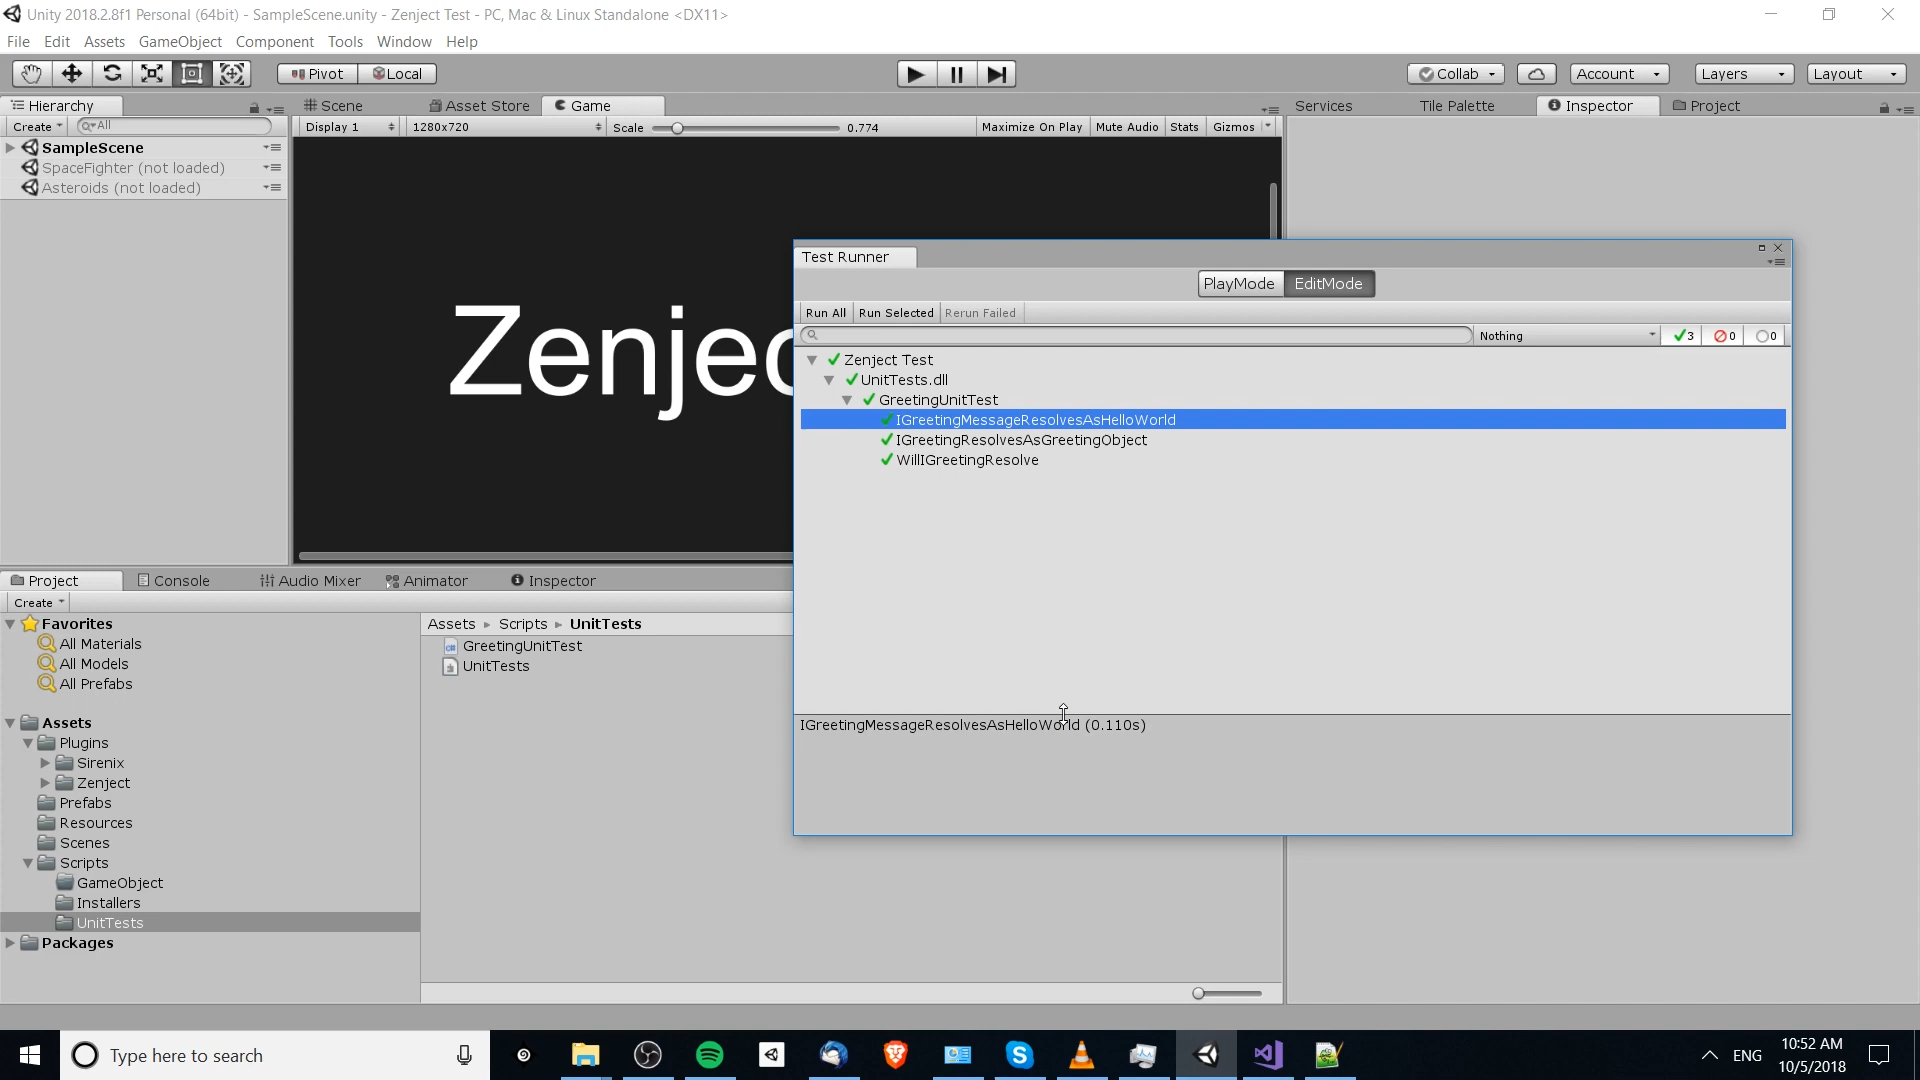 Unity 2018.2.8f1 Personal (64bit) - SampleScene.unity - Zenject Test - PC, Mac & Linux Standalone <DX11>
File Edit Assets GameObject Component Tools Window Help
Pivot Local Collab Account Layers Layout
Hierarchy Scene Asset Store Game Services Tile Palette Inspector Project
Create All Display 1 1280x720 Scale 0.774 Maximize On Play Mute Audio Stats Gizmos
SampleScene
SpaceFighter (not loaded)
Asteroids (not loaded)
Zenjec
Test Runner
PlayMode EditMode
Run All Run Selected Rerun Failed
Nothing 3 0 0
Zenject Test
UnitTests.dll
GreetingUnitTest
IGreetingMessageResolvesAsHelloWorld
IGreetingResolvesAsGreetingObject
WillIGreetingResolve
IGreetingMessageResolvesAsHelloWorld (0.110s)
Project Console Audio Mixer Animator Inspector
Create
Favorites
All Materials
All Models
All Prefabs
Assets
Plugins
Sirenix
Zenject
Prefabs
Resources
Scenes
Scripts
GameObject
Installers
UnitTests
Packages
Assets Scripts UnitTests
GreetingUnitTest
UnitTests
Type here to search
ENG
10:52 AM
10/5/2018